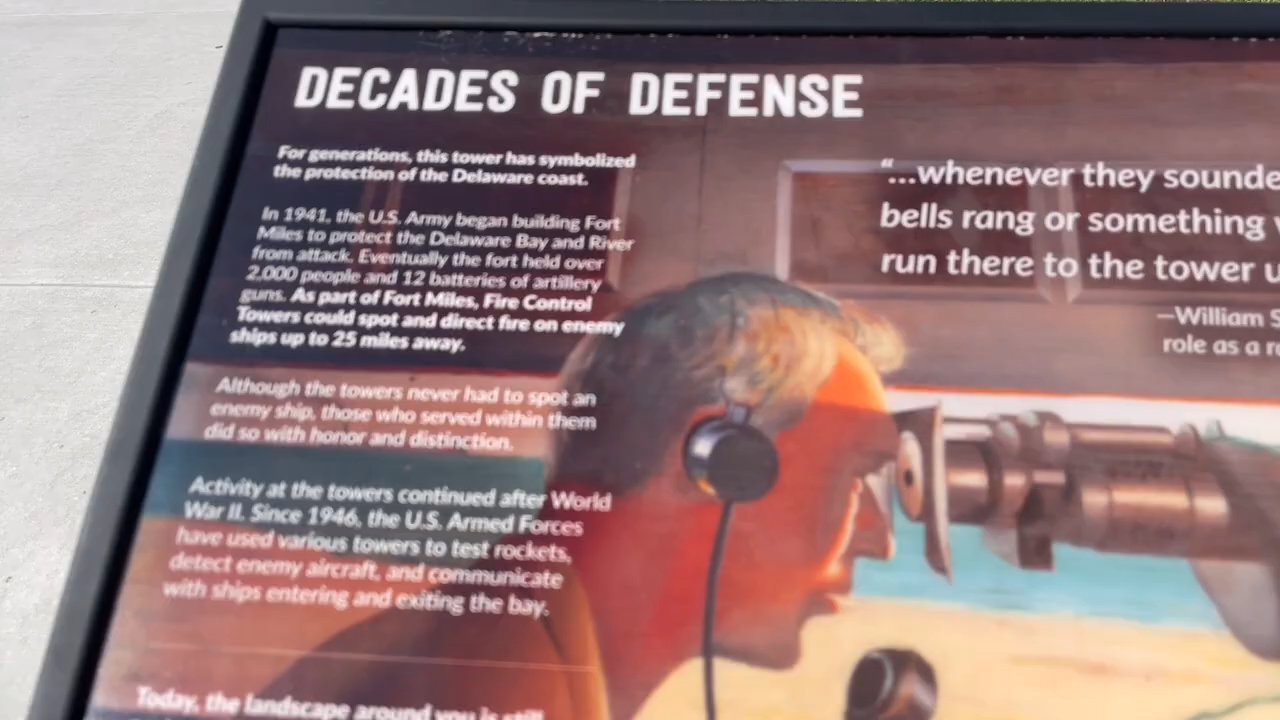 DECADES OF DEFENSE
For generations, this tower has symbolized
the protection of the Delaware coast.
In 1941, the U.S. Army began building Fort
Miles to protect the Delaware Bay and River
from attack. Eventually the fort held over
2,000 people and 12 batteries of artillery
guns. As part of Fort Miles, Fire Control
Towers could spot and direct fire on enemy
ships up to 25 miles away.
Although the towers never had to spot an
enemy ship, those who served within them
did so with honor and distinction.
Activity at the towers continued after World
War II. Since 1946, the U.S. Armed Forces
have used various towers to test rockets,
detect enemy aircraft, and communicate
with ships entering and exiting the bay.
Today, the landscape around you is still
"...whenever they sounde
bells rang or something
run there to the tower u
—William S
role as a r